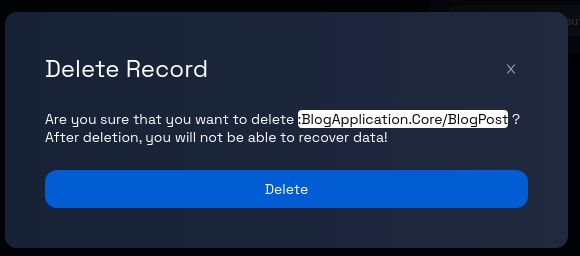 Delete Record
X
Are you sure that you want to delete :BlogApplication.Core/BlogPost ?
After deletion, you will not be able to recover data!
Delete